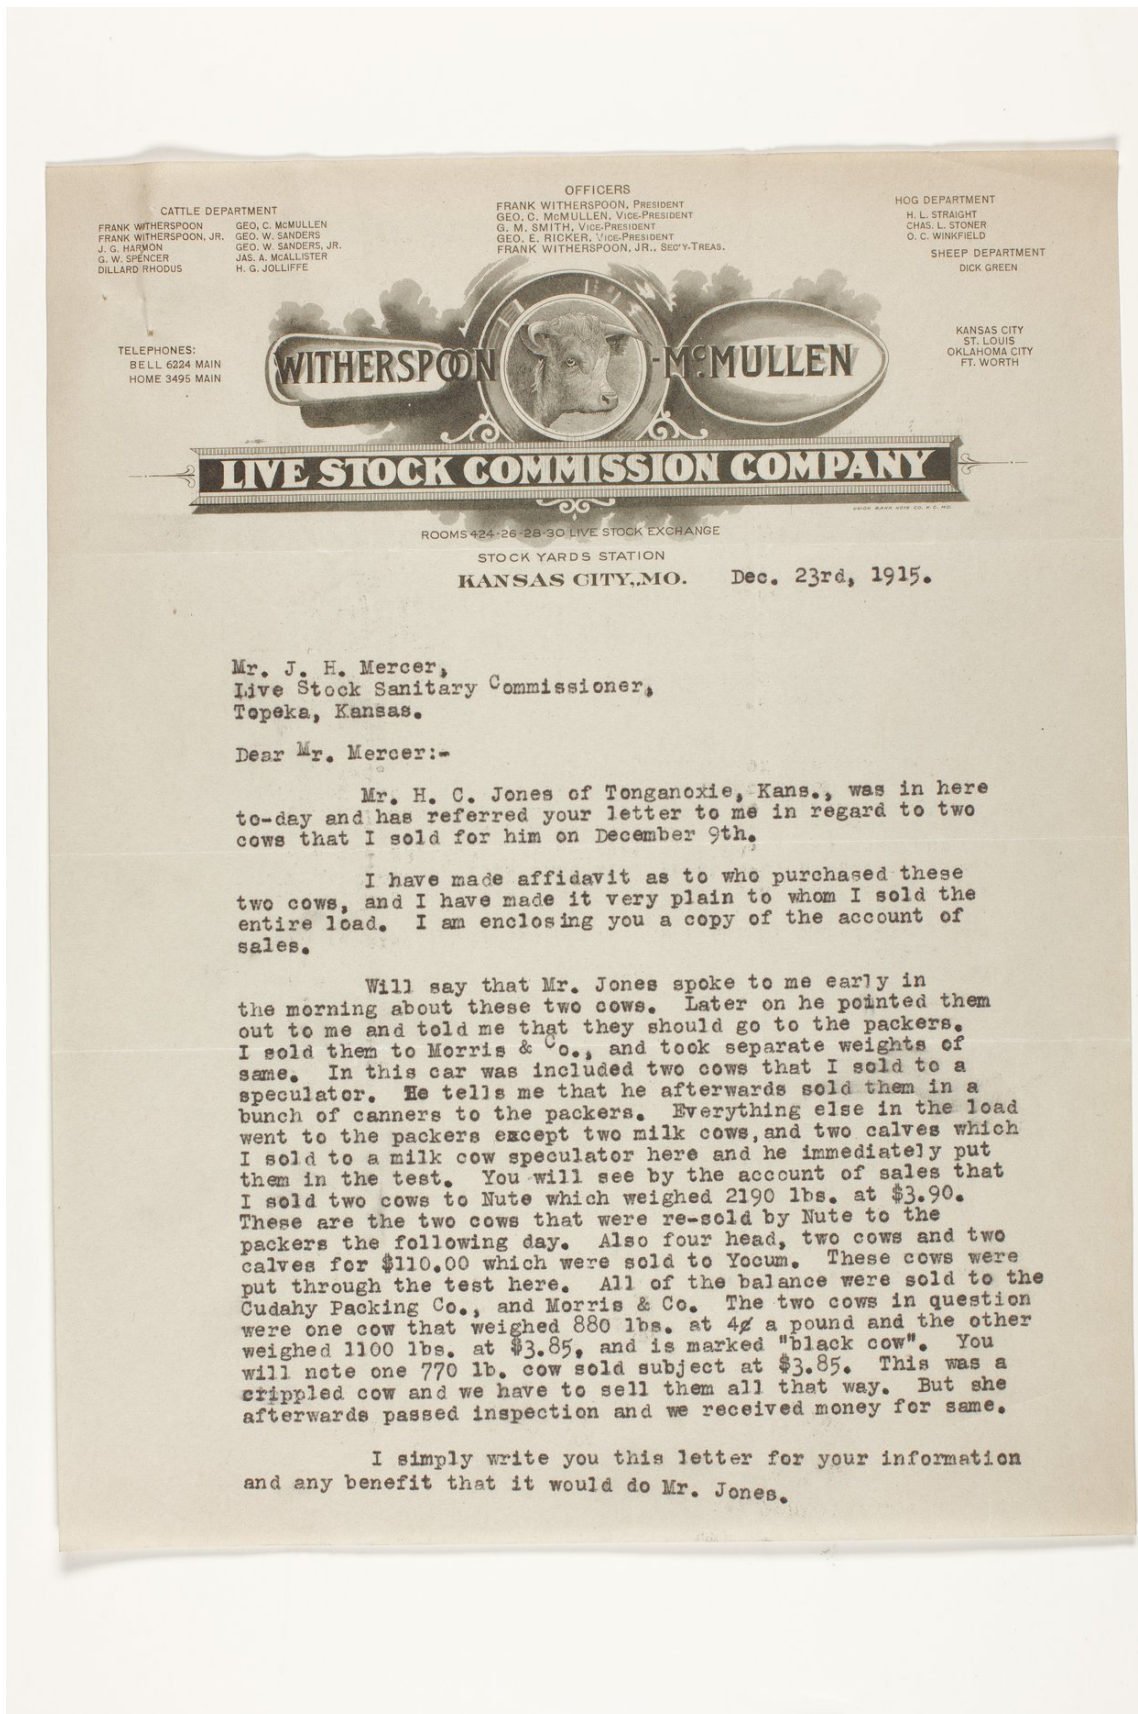 OFFICERS
FRANK WITHERSPOON, PRESIDENT
GEO. C. McMULLEN, VICE-PRESIDENT
G. M. SMITH, VICE-PRESIDENT
GEO. E. RICKER, VICE-PRESIDENT
FRANK WITHERSPOON, JR., SEC'Y-TREAS.
CATTLE DEPARTMENT
FRANK WITHERSPOON
FRANK WITHERSPOON, JR.
J. G. HARMON
G. W. SPENCER
DILLARD RHODUS
GEO. C. McMULLEN
GEO. W. SANDERS
GEO. W. SANDERS, JR.
JAS. A. McALLISTER
H. G. JOLLIFFE
HOG DEPARTMENT
H. L. STRAIGHT
CHAS. L. STONER
O. C. WINKFIELD
SHEEP DEPARTMENT
DICK GREEN
TELEPHONES:
BELL 6224 MAIN
HOME 3495 MAIN
KANSAS CITY
ST. LOUIS
OKLAHOMA CITY
FT. WORTH
WITHERSPOON-McMULLEN
LIVE STOCK COMMISSION COMPANY
UNION BANK NOTE CO. K.C. MO.
ROOMS 424-26-28-30 LIVE STOCK EXCHANGE
STOCK YARDS STATION
KANSAS CITY, MO. Dec. 23rd, 1915.
Mr. J. H. Mercer,
Live Stock Sanitary Commissioner,
Topeka, Kansas.
Dear Mr. Mercer:-
Mr. H. C. Jones of Tonganoxie, Kans., was in here
to-day and has referred your letter to me in regard to two
cows that I sold for him on December 9th.
I have made affidavit as to who purchased these
two cows, and I have made it very plain to whom I sold the
entire load. I am enclosing you a copy of the account of
sales.
Will say that Mr. Jones spoke to me early in
the morning about these two cows. Later on he pointed them
out to me and told me that they should go to the packers.
I sold them to Morris & Co., and took separate weights of
same. In this car was included two cows that I sold to a
speculator. He tells me that he afterwards sold them in a
bunch of canners to the packers. Everything else in the load
went to the packers except two milk cows, and two calves which
I sold to a milk cow speculator here and he immediately put
them in the test. You will see by the account of sales that
I sold two cows to Nute which weighed 2190 lbs. at $3.90.
These are the two cows that were re-sold by Nute to the
packers the following day. Also four head, two cows and two
calves for $110.00 which were sold to Yocum. These cows were
put through the test here. All of the balance were sold to the
Cudahy Packing Co., and Morris & Co. The two cows in question
were one cow that weighed 880 lbs. at 4¢ a pound and the other
weighed 1100 lbs. at $3.85, and is marked "black cow". You
will note one 770 lb. cow sold subject at $3.85. This was a
crippled cow and we have to sell them all that way. But she
afterwards passed inspection and we received money for same.
I simply write you this letter for your information
and any benefit that it would do Mr. Jones.